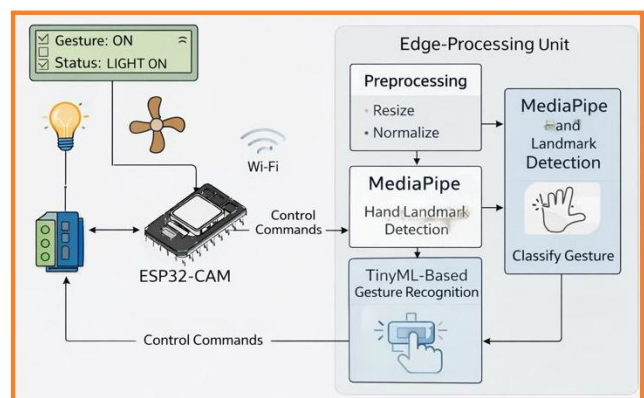 Gesture: ON
Status: LIGHT ON
Wi-Fi
ESP32-CAM
Control
Commands
Control Commands
Edge-Processing Unit
Preprocessing
• Resize
• Normalize
MediaPipe
Hand Landmark
Detection
TinyML-Based
Gesture Recognition
MediaPipe
and
Landmark
Detection
Classify Gesture